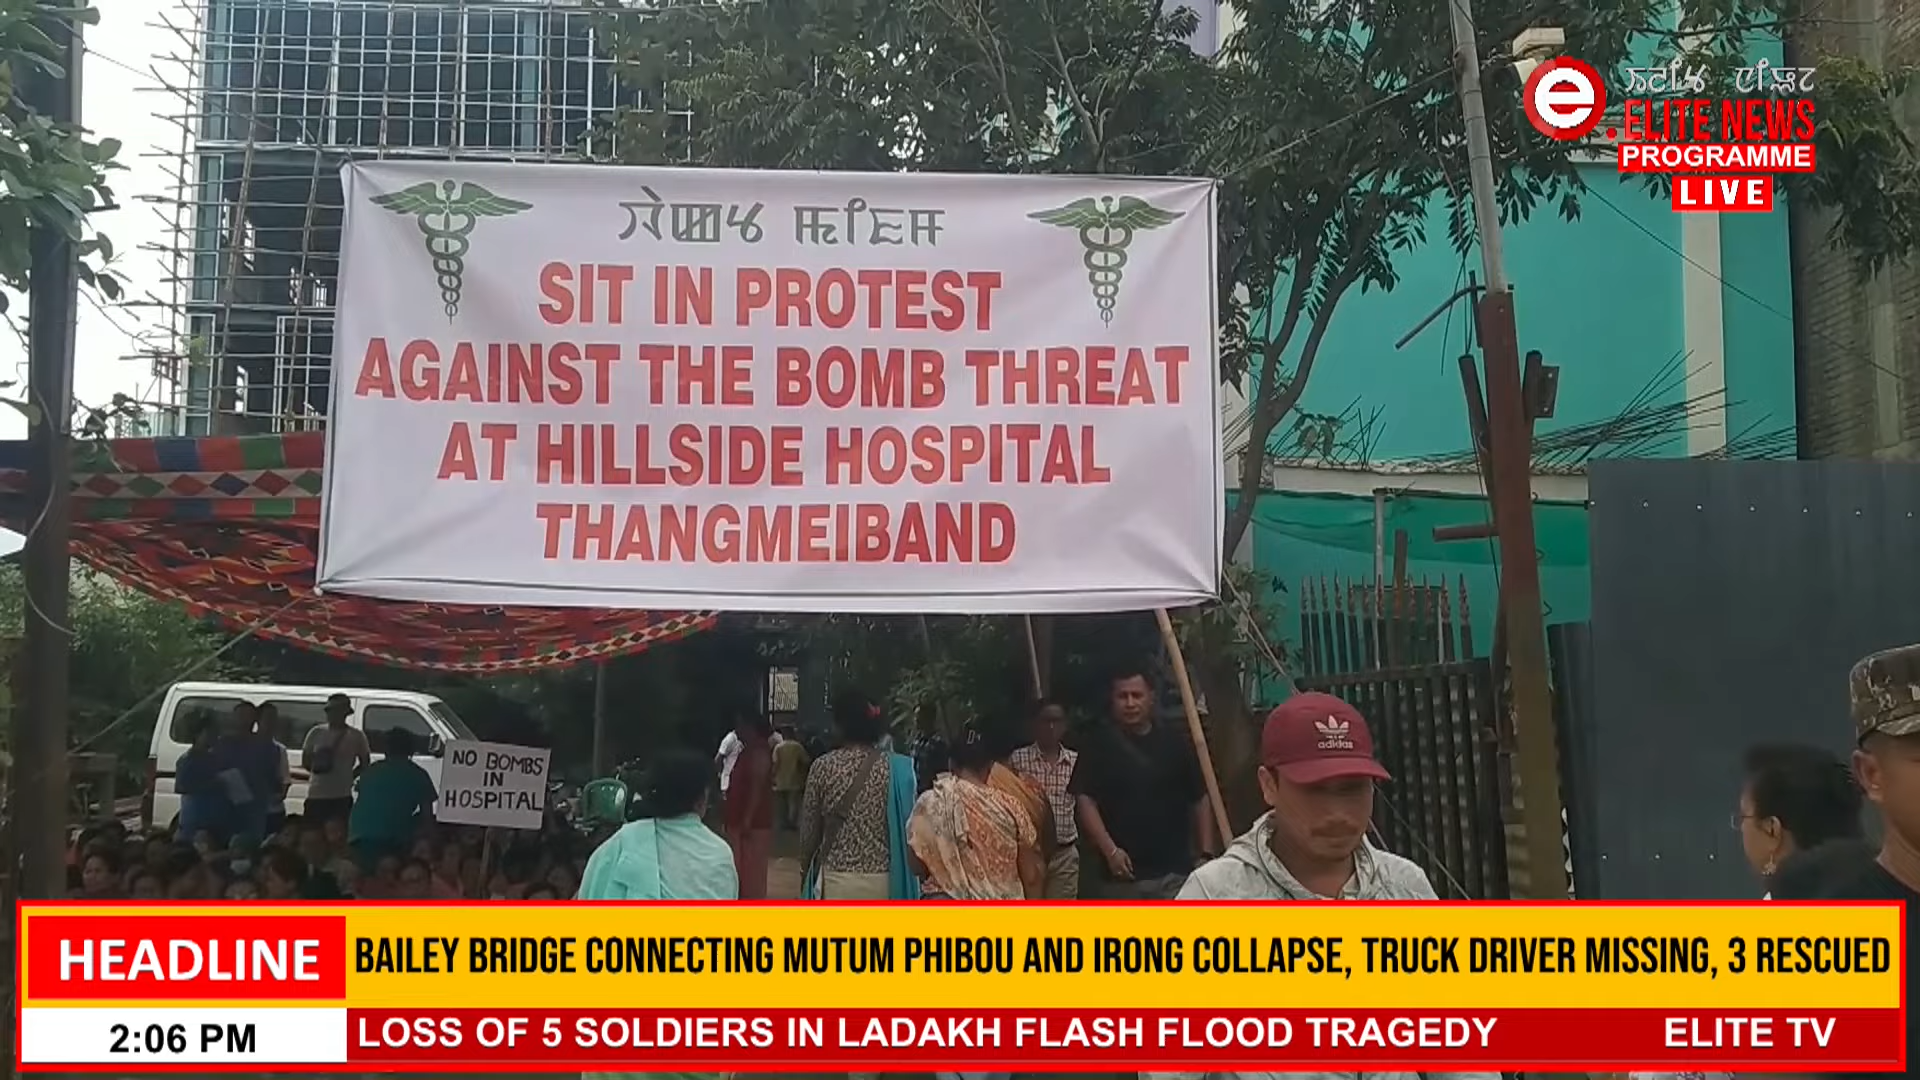 ꯏꯂꯤꯠ ꯇꯤꯚꯤ
e.ELITE NEWS
PROGRAMME
LIVE
SIT IN PROTEST
AGAINST THE BOMB THREAT
AT HILLSIDE HOSPITAL
THANGMEIBAND
adidas
NO BOMBS
IN
HOSPITAL
HEADLINE
BAILEY BRIDGE CONNECTING MUTUM PHIBOU AND IRONG COLLAPSE, TRUCK DRIVER MISSING, 3 RESCUED
2:06 PM
LOSS OF 5 SOLDIERS IN LADAKH FLASH FLOOD TRAGEDY
ELITE TV